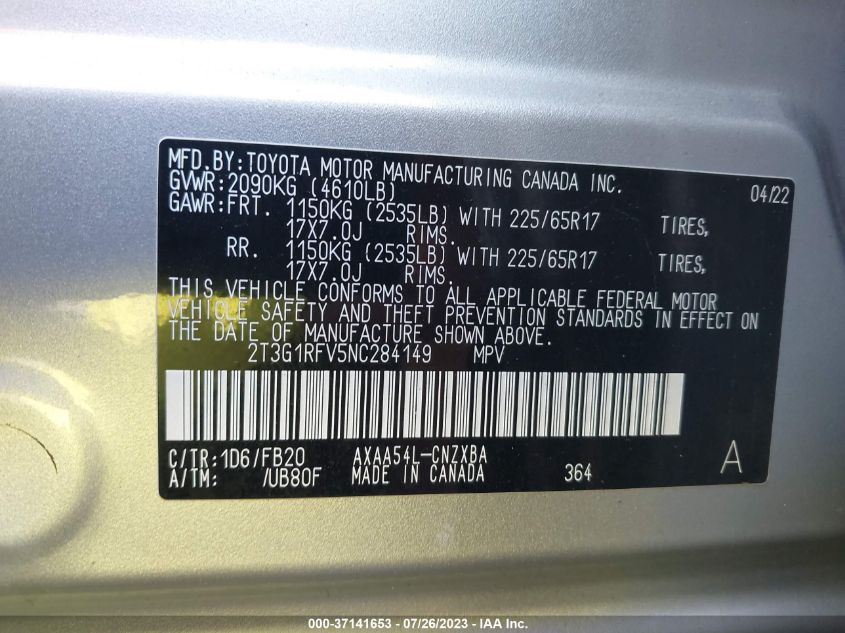 MFD.BY:TOYOTA MOTOR MANUFACTURING CANADA INC.
GVWR:2090KG (4610LB) 04/22
GAWR:FRT. 1150KG (2535LB) WITH 225/65R17 TIRES,
17X7.0J RIMS.
RR. 1150KG (2535LB) WITH 225/65R17 TIRES,
17X7.0J RIMS.
THIS VEHICLE CONFORMS TO ALL APPLICABLE FEDERAL MOTOR
VEHICLE SAFETY AND THEFT PREVENTION STANDARDS IN EFFECT ON
THE DATE OF MANUFACTURE SHOWN ABOVE.
2T3G1RFV5NC284149 MPV
C/TR:1D6/FB20 AXAA54L-CNZXBA
A/TM: /UB80F MADE IN CANADA 364 A
000-37141653 - 07/26/2023 - IAA Inc.